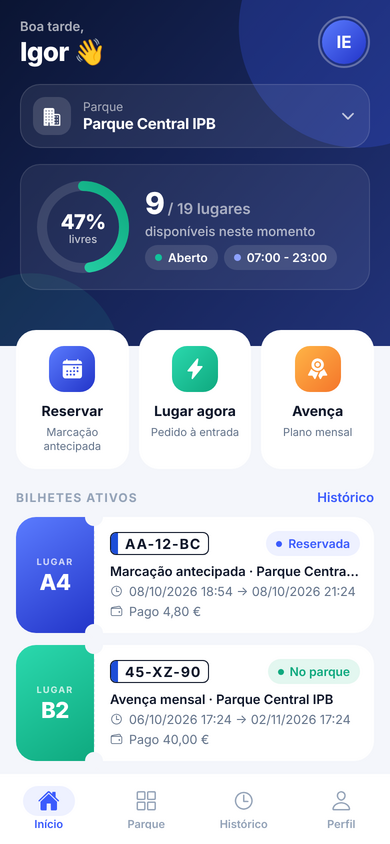 Boa tarde,
Igor 👋
IE
Parque
Parque Central IPB
47%
livres
9 / 19 lugares
disponíveis neste momento
Aberto
07:00 - 23:00
Reservar
Marcação
antecipada
Lugar agora
Pedido à entrada
Avença
Plano mensal
BILHETES ATIVOS
Histórico
LUGAR
A4
AA-12-BC
Reservada
Marcação antecipada · Parque Centra...
08/10/2026 18:54 → 08/10/2026 21:24
Pago 4,80 €
LUGAR
B2
45-XZ-90
No parque
Avença mensal · Parque Central IPB
06/10/2026 17:24 → 02/11/2026 17:24
Pago 40,00 €
Início
Parque
Histórico
Perfil